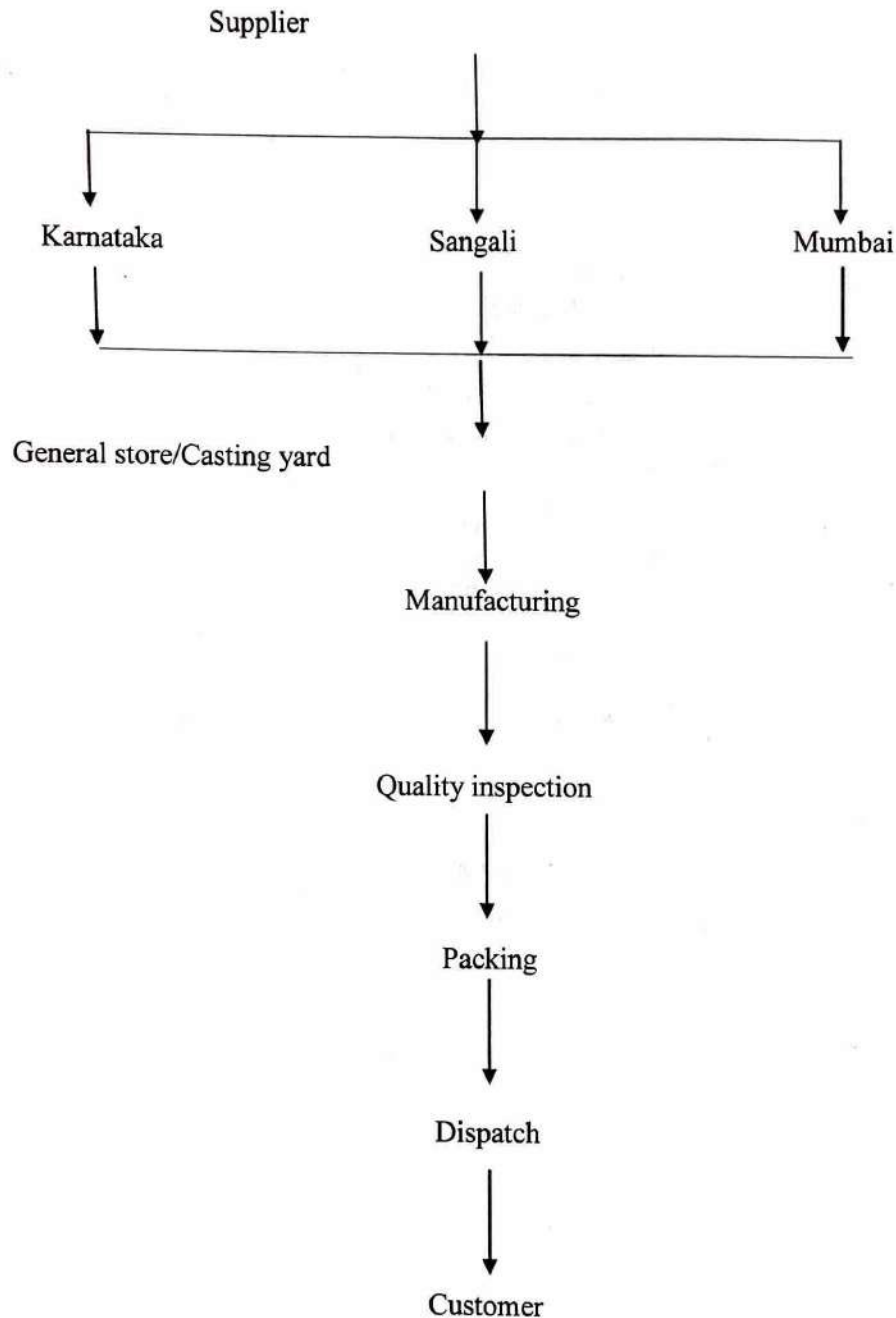 Supplier
Karnataka Sangali Mumbai
General store/Casting yard
Manufacturing
Quality inspection
Packing
Dispatch
Customer